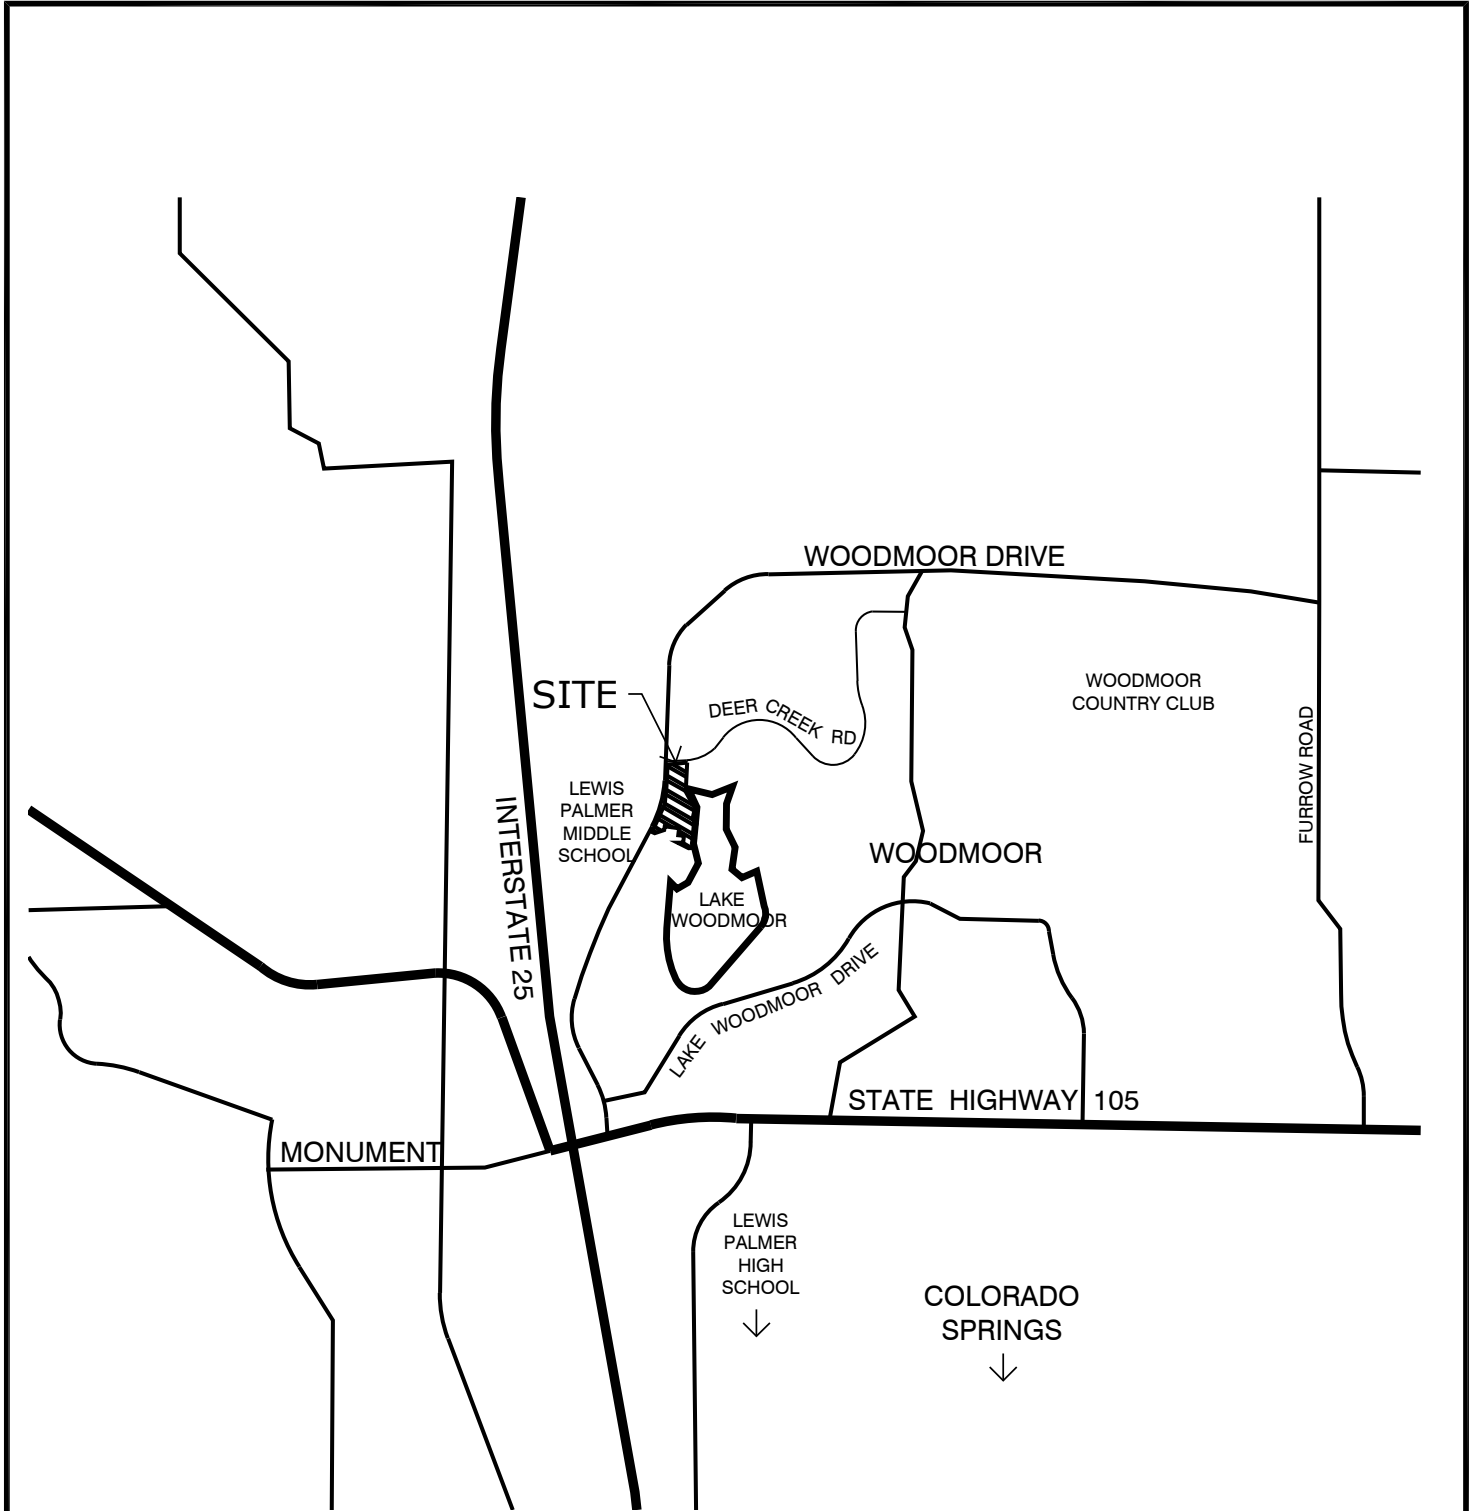 WOODMOOR DRIVE
WOODMOOR
COUNTRY CLUB
SITE
DEER CREEK RD
FURROW ROAD
LEWIS
PALMER
MIDDLE
SCHOOL
INTERSTATE 25
WOODMOOR
LAKE
WOODMOOR
LAKE WOODMOOR DRIVE
STATE HIGHWAY 105
MONUMENT
LEWIS
PALMER
HIGH
SCHOOL
COLORADO
SPRINGS